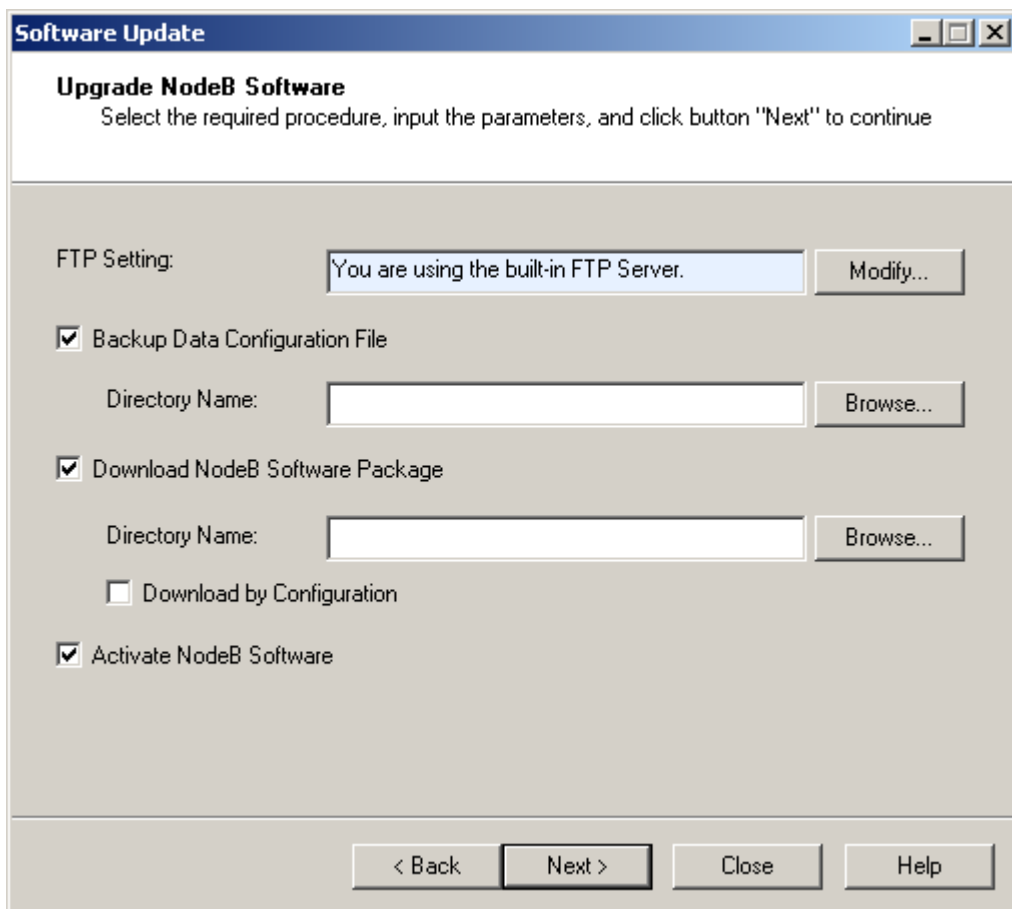 Software Update
Upgrade NodeB Software
Select the required procedure, input the parameters, and click button "Next" to continue
FTP Setting:
You are using the built-in FTP Server.
Modify...
Backup Data Configuration File
Directory Name:
Browse...
Download NodeB Software Package
Directory Name:
Browse...
Download by Configuration
Activate NodeB Software
< Back
Next >
Close
Help